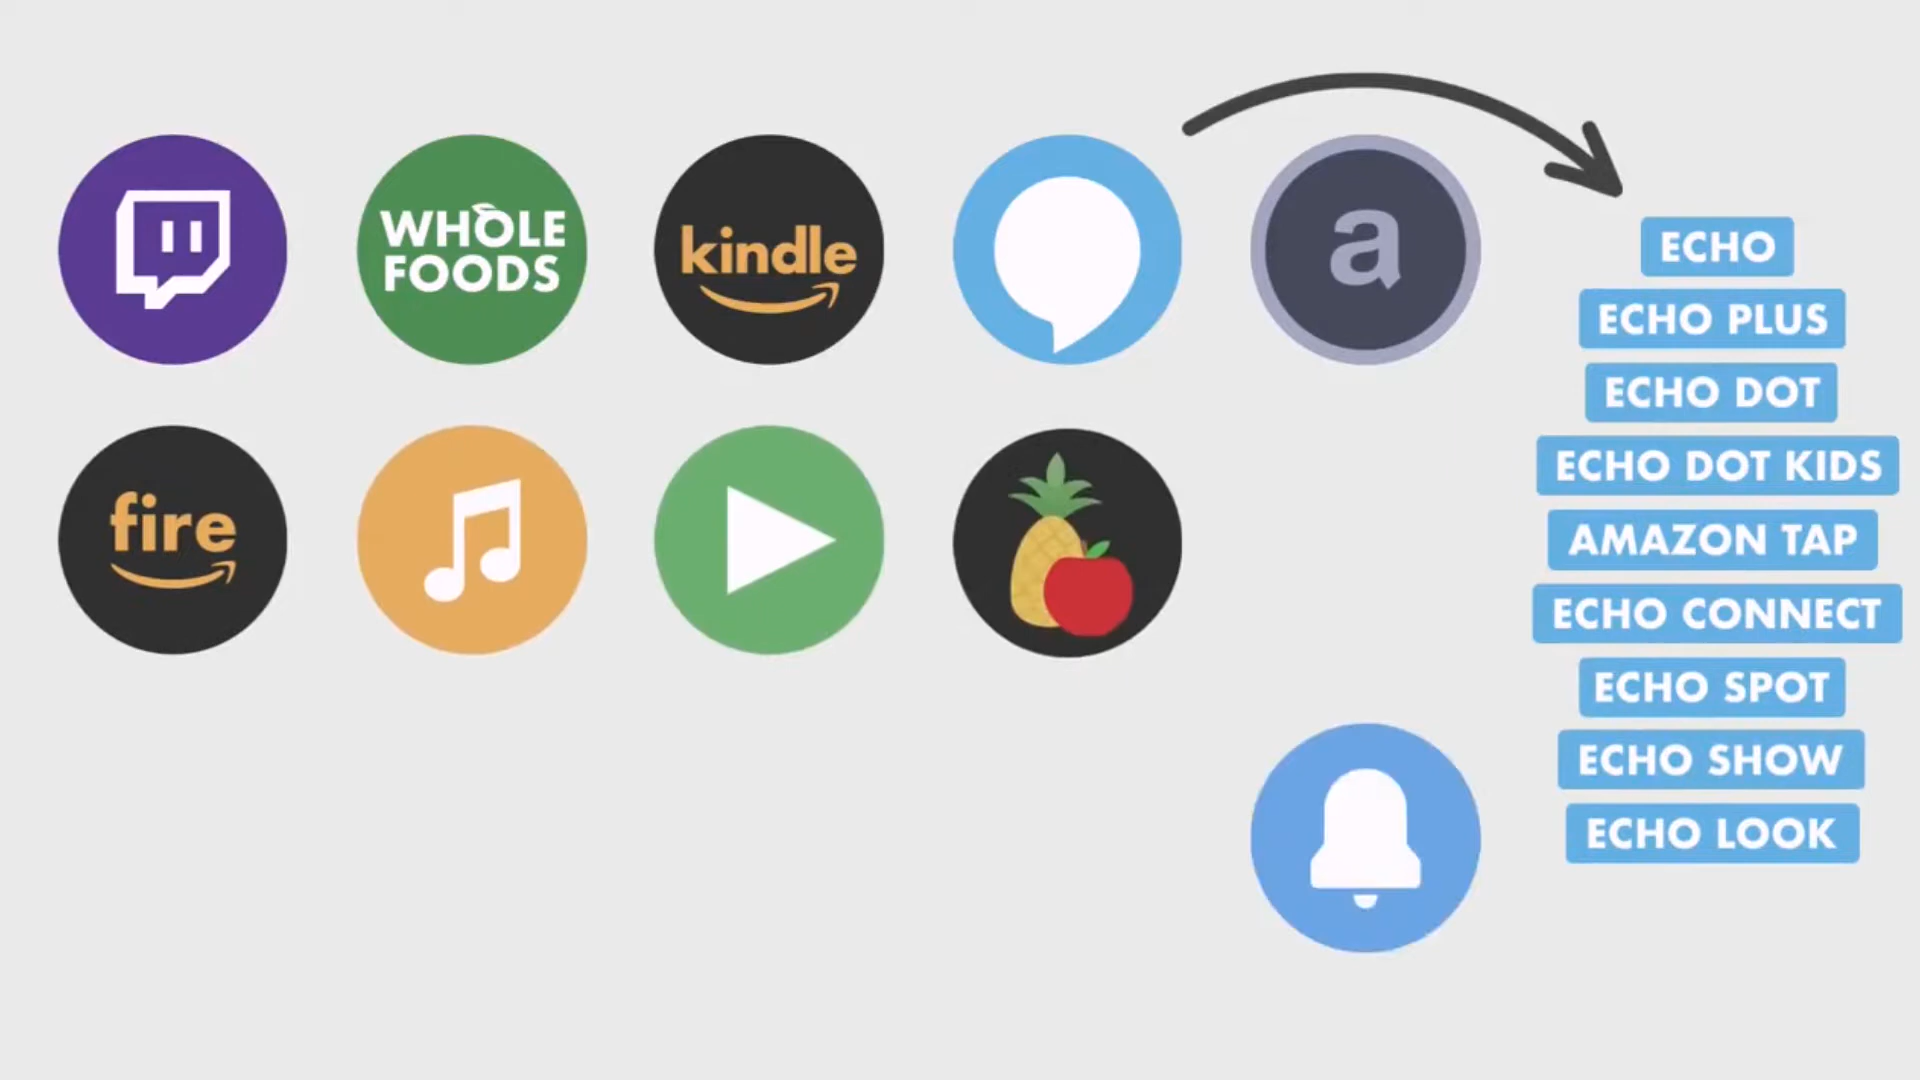 WHOLE
FOODS
kindle
a
fire
ECHO
ECHO PLUS
ECHO DOT
ECHO DOT KIDS
AMAZON TAP
ECHO CONNECT
ECHO SPOT
ECHO SHOW
ECHO LOOK